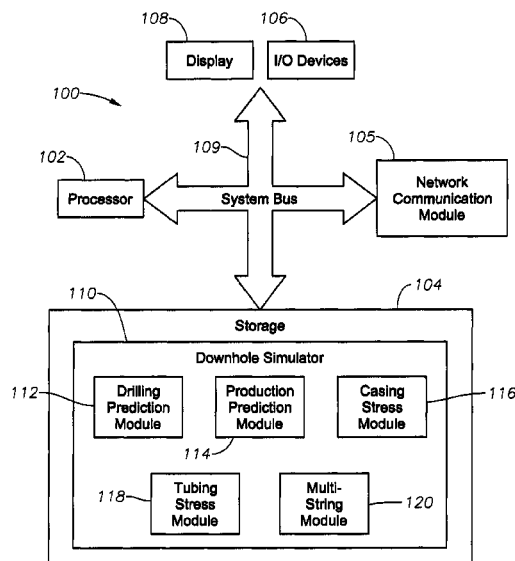 108
106
Display
I/O Devices
100
109
105
102
Processor
System Bus
Network
Communication
Module
104
110
Storage
Downhole Simulator
112
Drilling
Prediction
Module
Production
Prediction
Module
114
Casing
Stress
Module
116
118
Tubing
Stress
Module
Multi-
String
Module
120